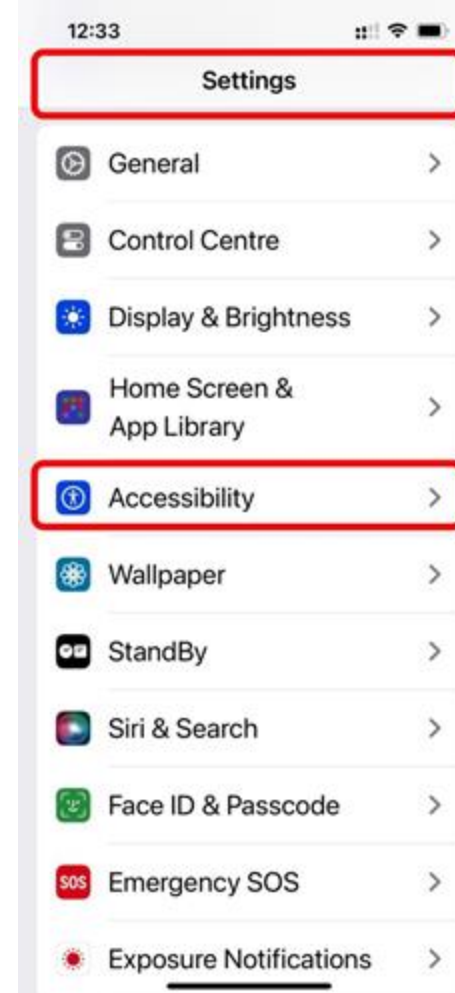 12:33
Settings
General
Control Centre
Display & Brightness
Home Screen &
App Library
Accessibility
Wallpaper
StandBy
Siri & Search
Face ID & Passcode
SOS Emergency SOS
Exposure Notifications